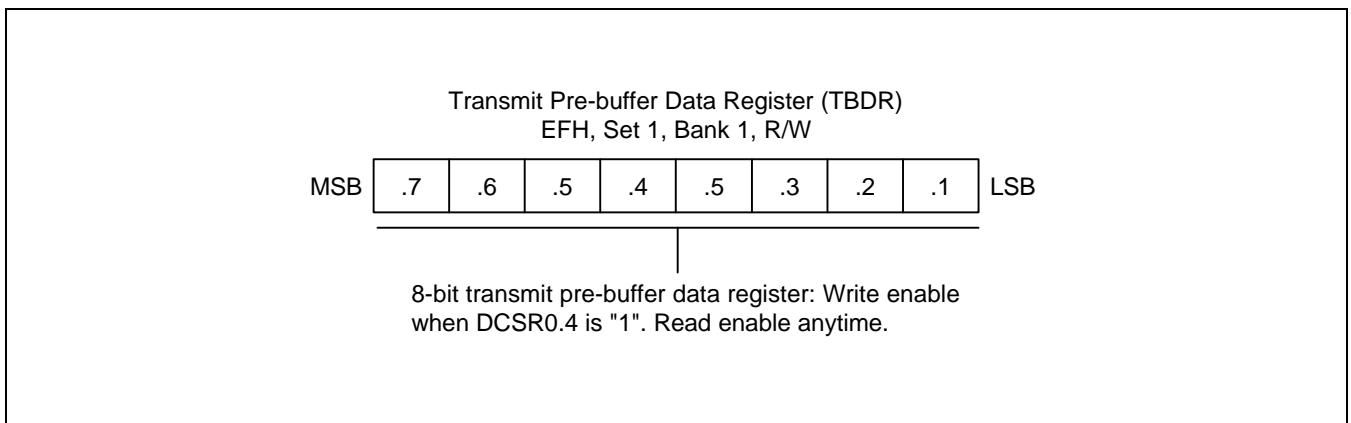 Transmit Pre-buffer Data Register (TBDR)
EFH, Set 1, Bank 1, R/W
MSB .7 .6 .5 .4 .5 .3 .2 .1 LSB
8-bit transmit pre-buffer data register: Write enable
when DCSR0.4 is "1". Read enable anytime.